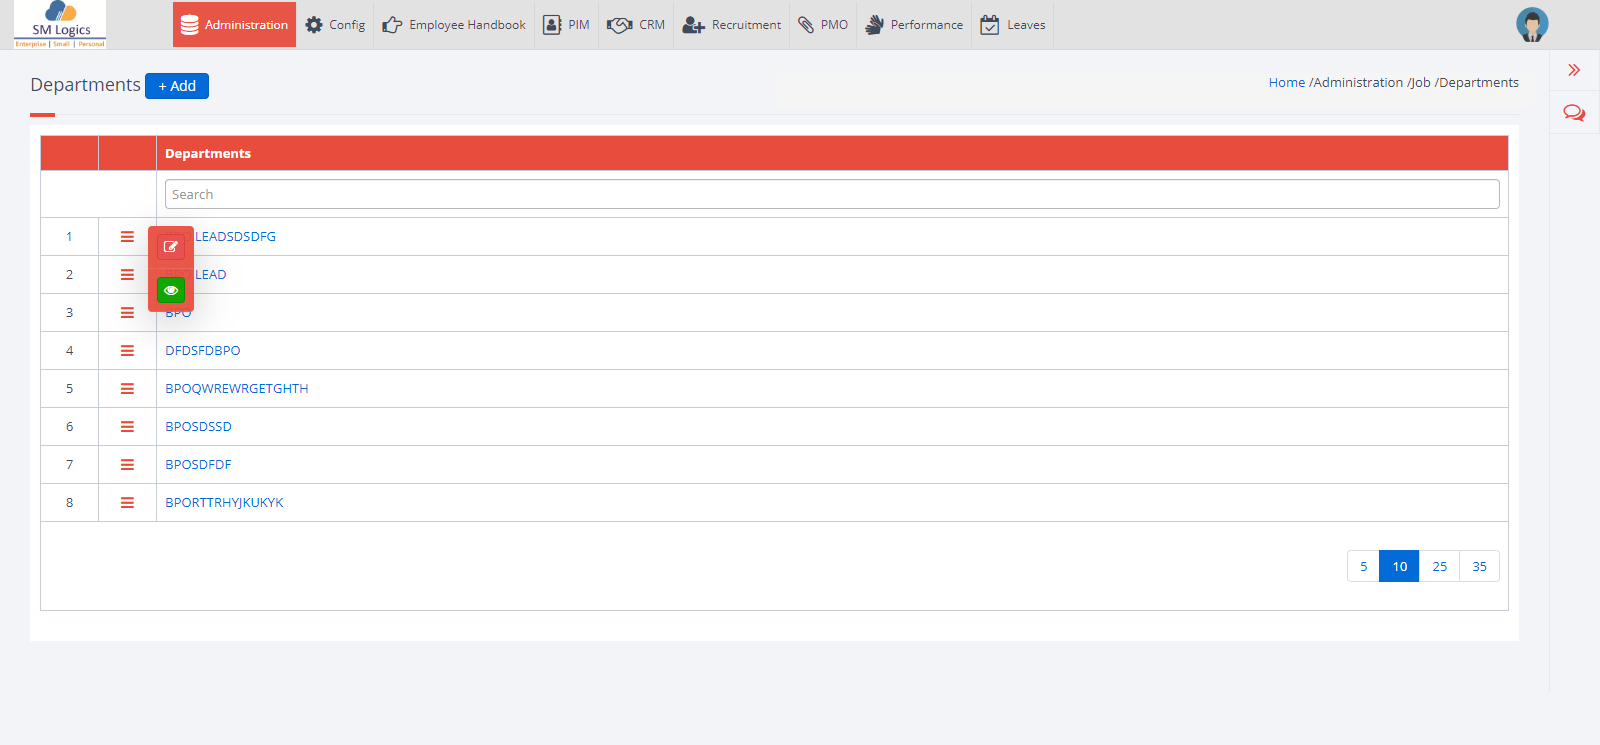 SM Logics
Enterprise | Small | Personal
Administration
Config
Employee Handbook
PIM
CRM
Recruitment
PMO
Performance
Leaves
Departments
+ Add
Home /Administration /Job /Departments
Departments
Search
1 LEADSDSDFG
2 LEAD
3 BPO
4 DFDSFDBPO
5 BPOQWREWRGETGHTH
6 BPOSDSSD
7 BPOSDFDF
8 BPORTTRHYJKUKYK
5 10 25 35